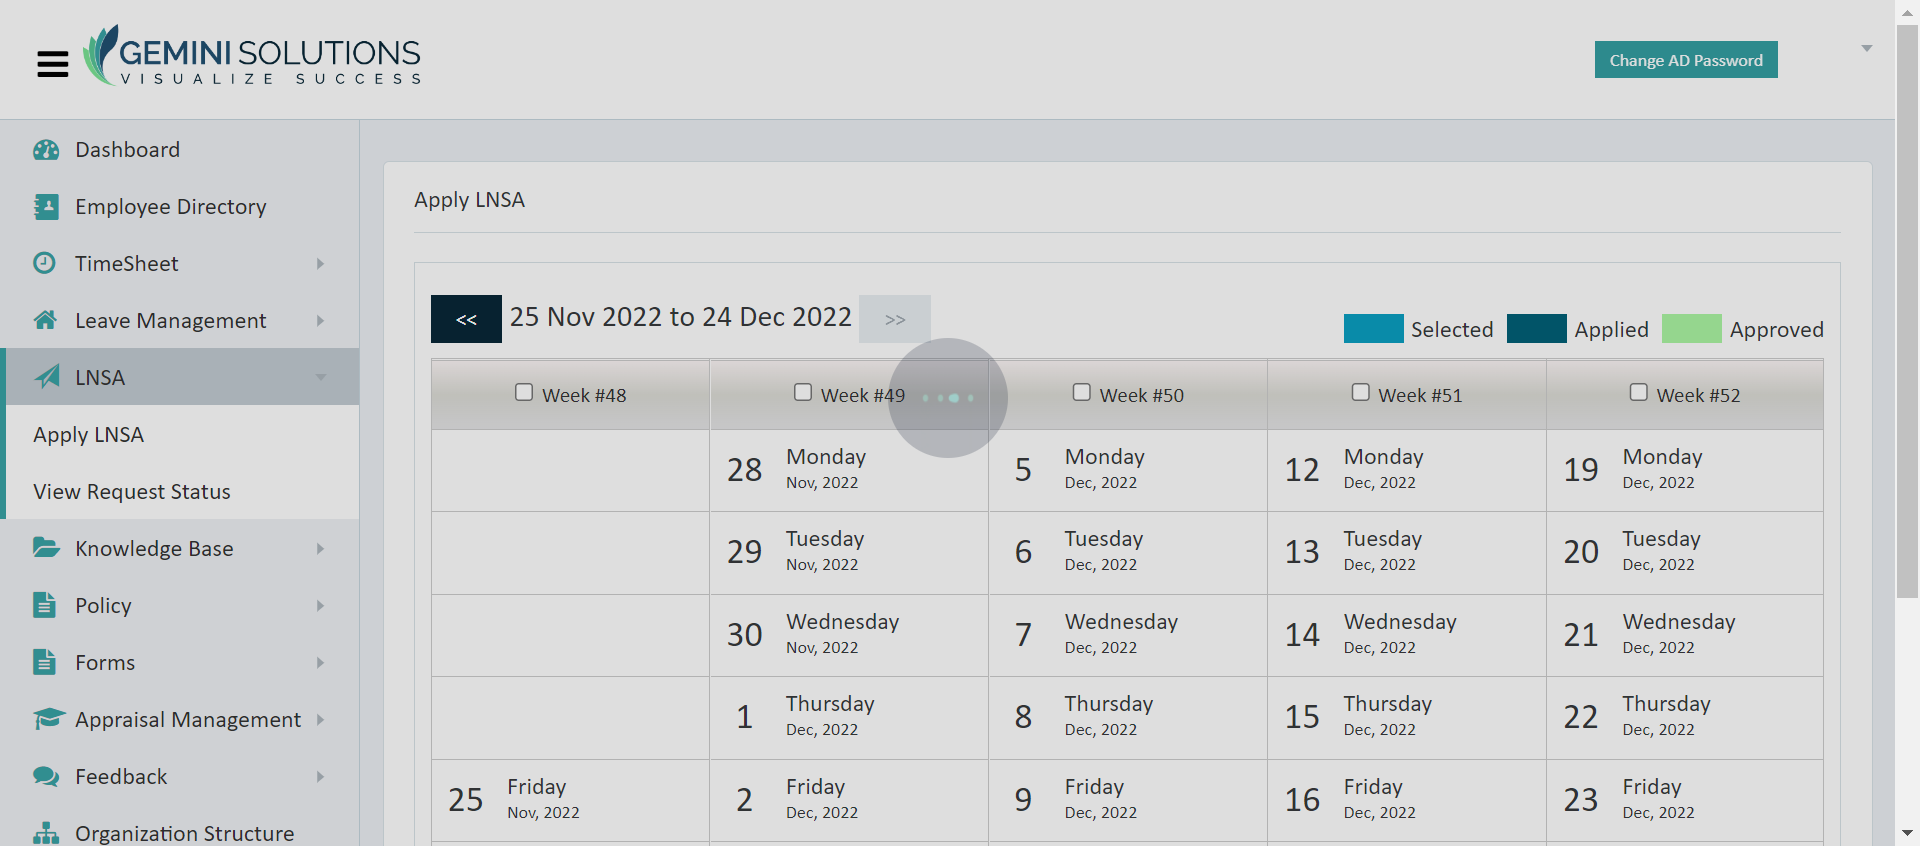 GEMINI SOLUTIONS
VISUALIZE SUCCESS
Change AD Password
Dashboard
Employee Directory
TimeSheet
Leave Management
LNSA
Apply LNSA
View Request Status
Knowledge Base
Policy
Forms
Appraisal Management
Feedback
Organization Structure
Apply LNSA
<< 25 Nov 2022 to 24 Dec 2022 >>
Selected Applied Approved
Week #48 Week #49 Week #50 Week #51 Week #52
28 Monday Nov, 2022 5 Monday Dec, 2022 12 Monday Dec, 2022 19 Monday Dec, 2022
29 Tuesday Nov, 2022 6 Tuesday Dec, 2022 13 Tuesday Dec, 2022 20 Tuesday Dec, 2022
30 Wednesday Nov, 2022 7 Wednesday Dec, 2022 14 Wednesday Dec, 2022 21 Wednesday Dec, 2022
1 Thursday Dec, 2022 8 Thursday Dec, 2022 15 Thursday Dec, 2022 22 Thursday Dec, 2022
25 Friday Nov, 2022 2 Friday Dec, 2022 9 Friday Dec, 2022 16 Friday Dec, 2022 23 Friday Dec, 2022